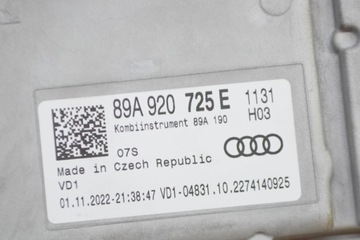 89A 920 725 E 1131
Kombiinstrument 89A 190 H03
07S
Made in Czech Republic
VD1
01.11.2022-21:38:47 VD1-04831.10.2274140925